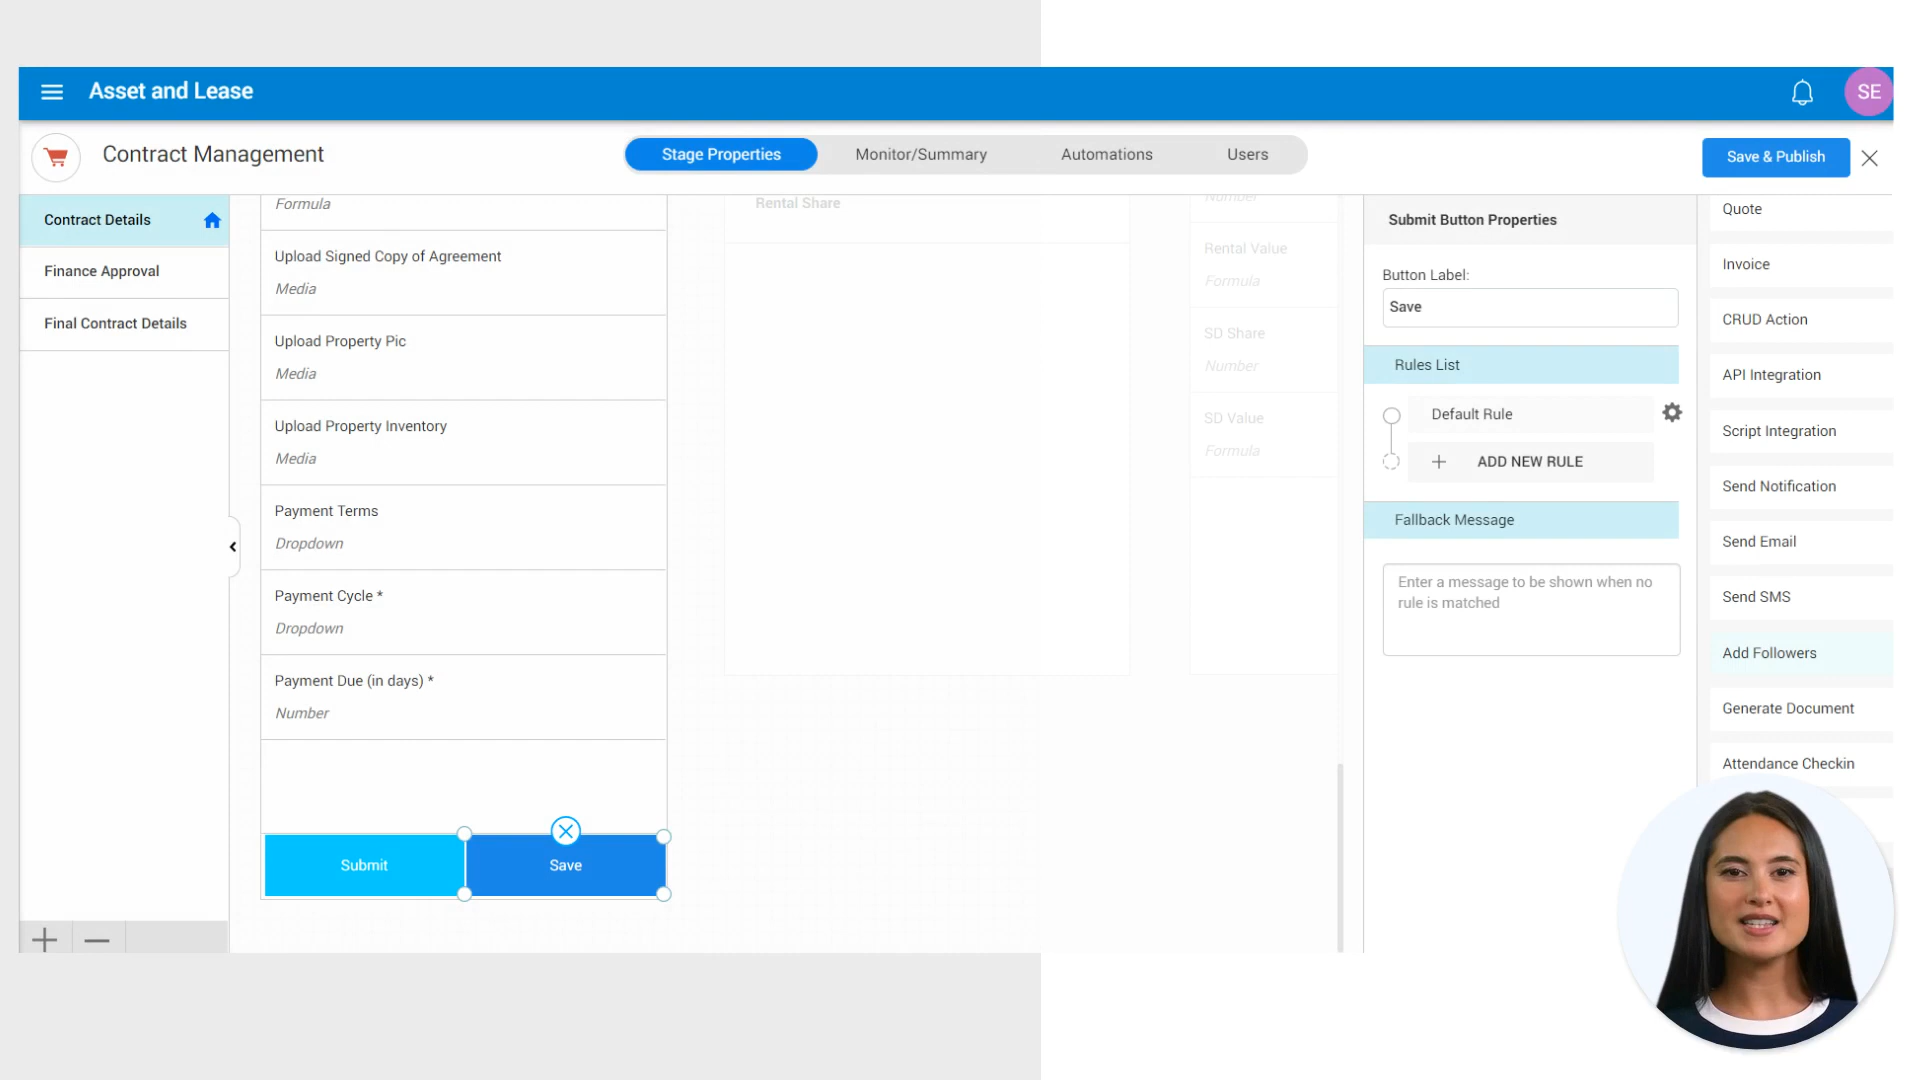 Asset and Lease
SE
Contract Management
Stage Properties
Monitor/Summary
Automations
Users
Save & Publish
Contract Details
Finance Approval
Final Contract Details
Formula
Upload Signed Copy of Agreement
Media
Upload Property Pic
Media
Upload Property Inventory
Media
Payment Terms
Dropdown
Payment Cycle *
Dropdown
Payment Due (in days) *
Number
Submit
Save
Rental Share
Number
Rental Value
Formula
SD Share
Number
SD Value
Formula
Submit Button Properties
Button Label:
Save
Rules List
Default Rule
ADD NEW RULE
Fallback Message
Enter a message to be shown when no
rule is matched
Quote
Invoice
CRUD Action
API Integration
Script Integration
Send Notification
Send Email
Send SMS
Add Followers
Generate Document
Attendance Checkin